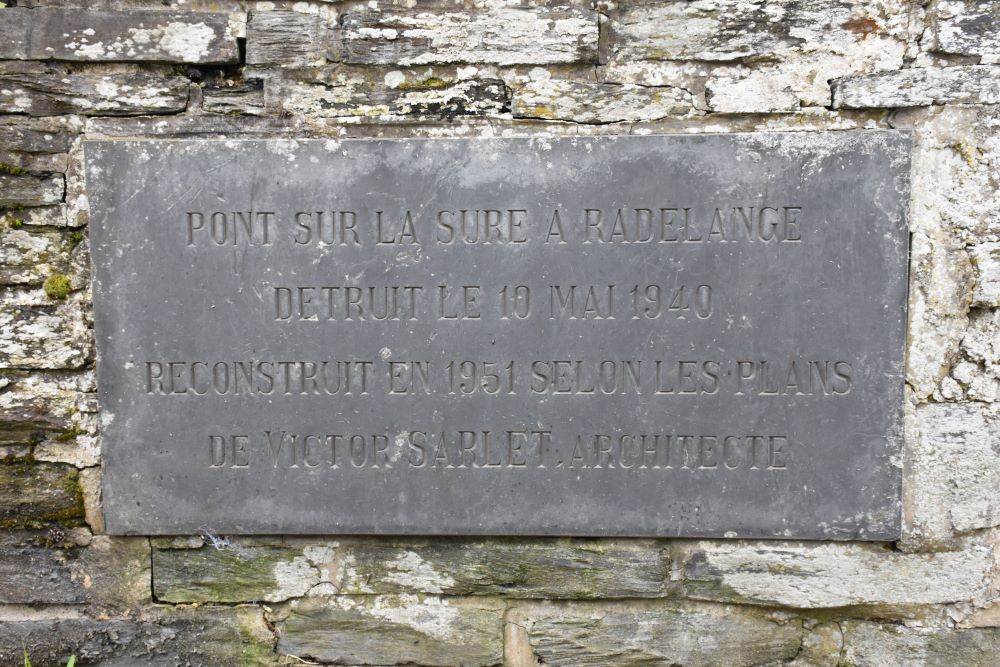 PONT SUR LA SURE A RADELANGE
DETRUIT LE 10 MAI 1940
RECONSTRUIT EN 1951 SELON LES PLANS
DE VICTOR SARLET. ARCHITECTE